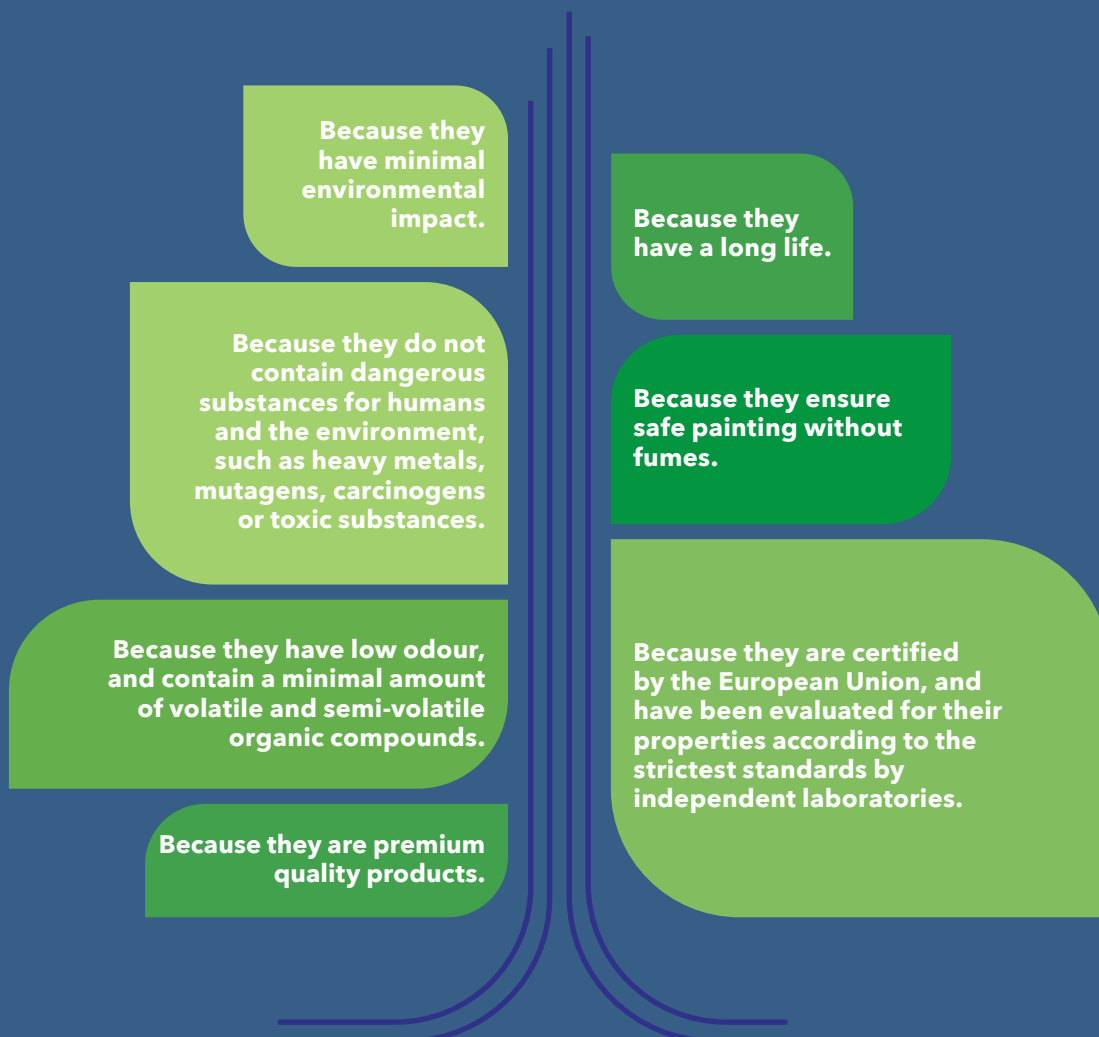 Because they
have minimal
environmental
impact.
Because they do not
contain dangerous
substances for humans
and the environment,
such as heavy metals,
mutagens, carcinogens
or toxic substances.
Because they have low odour,
and contain a minimal amount
of volatile and semi-volatile
organic compounds.
Because they are premium
quality products.
Because they
have a long life.
Because they ensure
safe painting without
fumes.
Because they are certified
by the European Union, and
have been evaluated for their
properties according to the
strictest standards by
independent laboratories.